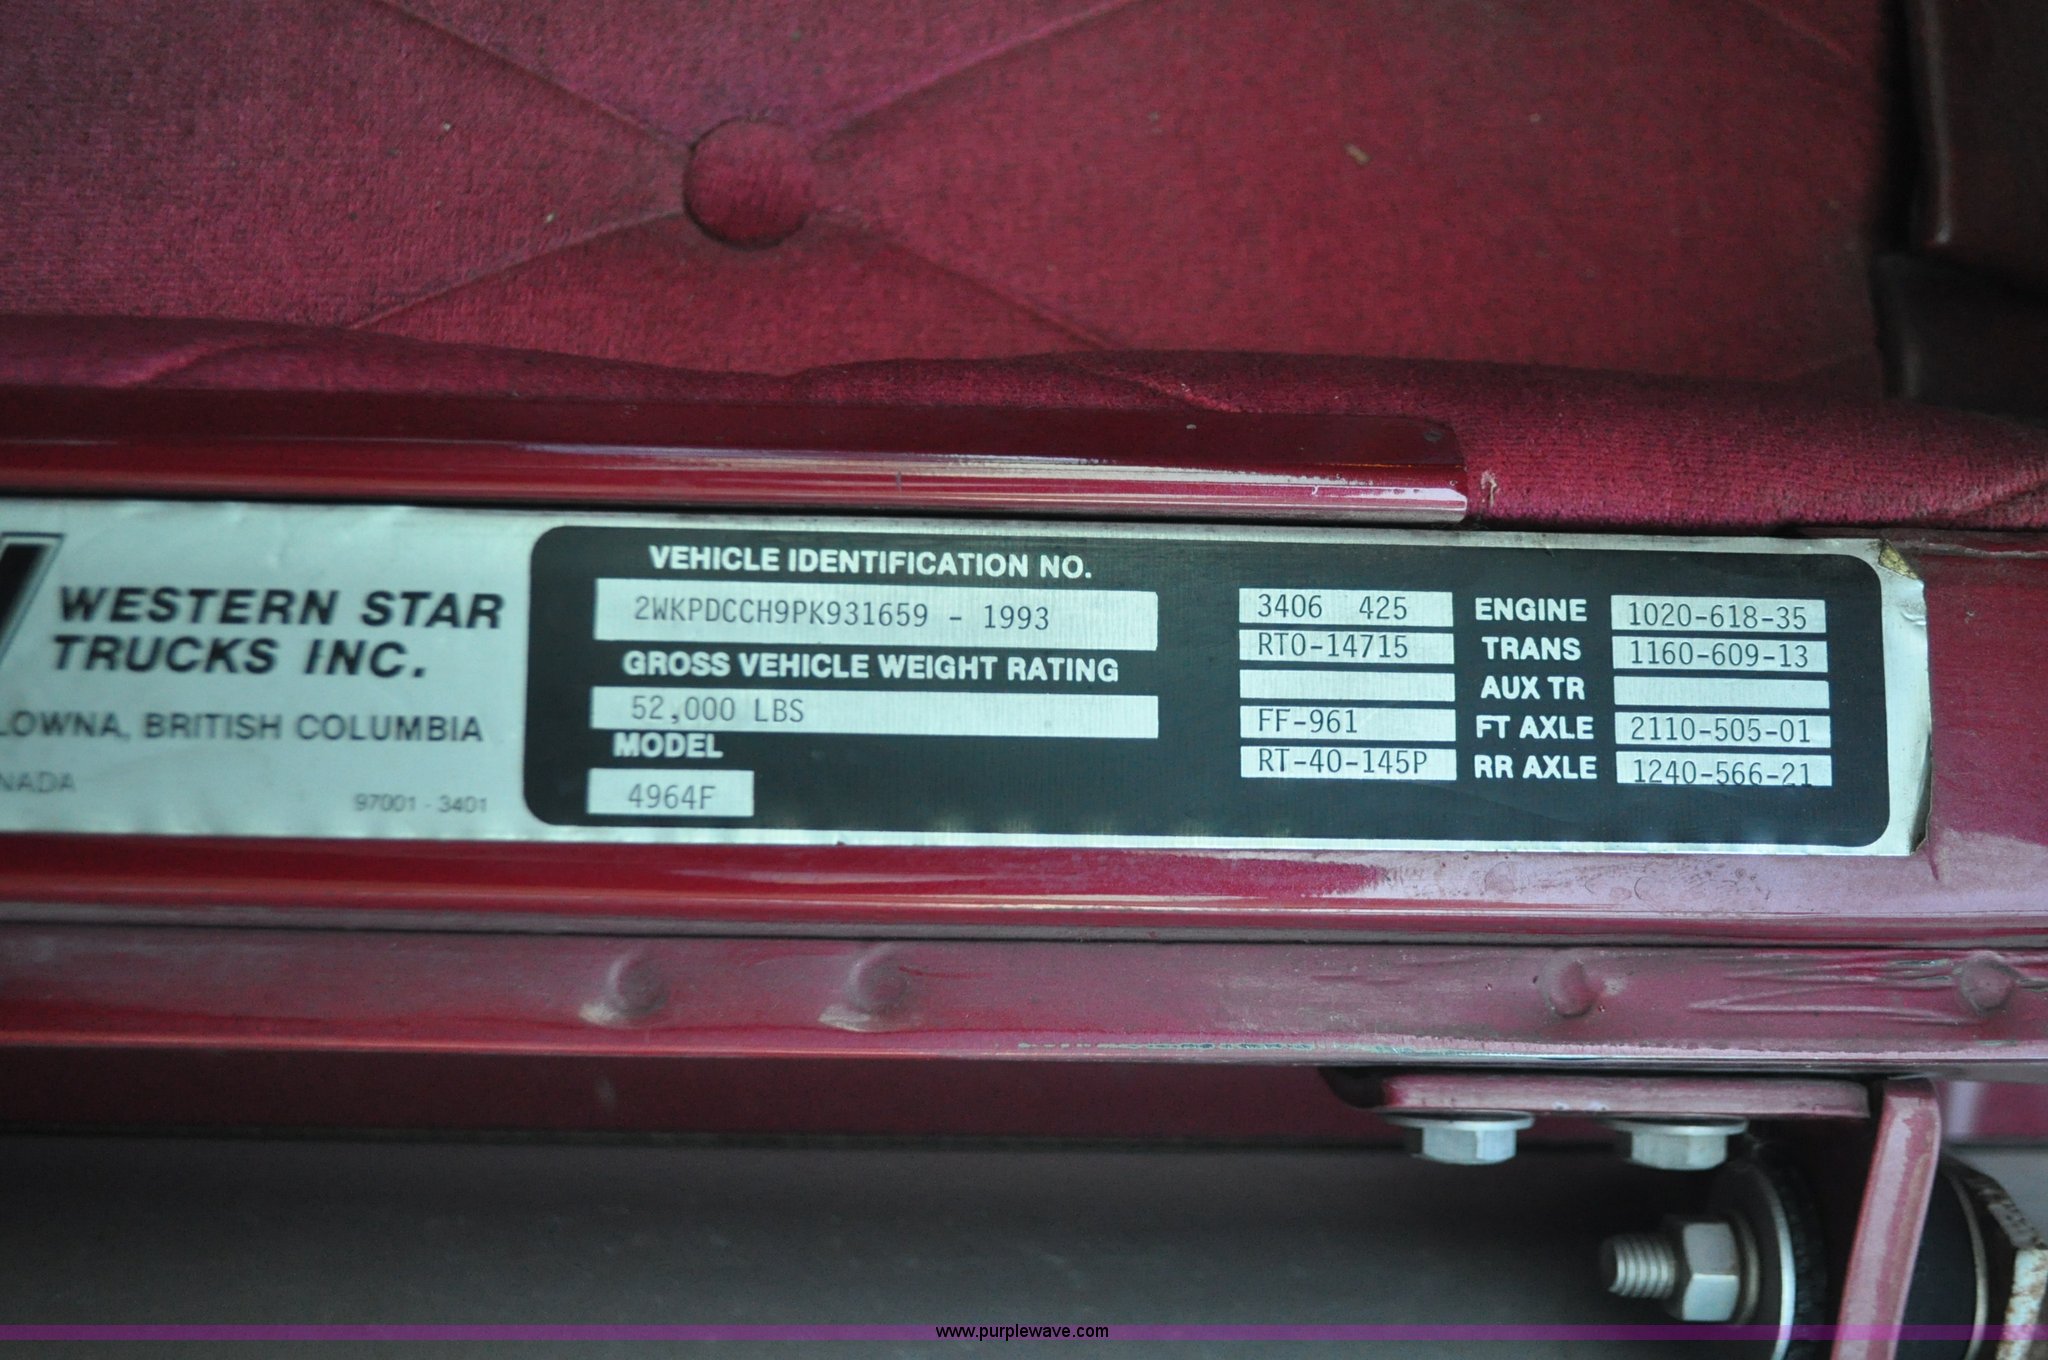 WESTERN STAR
TRUCKS INC.
LOWNA, BRITISH COLUMBIA
NADA
97001 - 3401
VEHICLE IDENTIFICATION NO.
2WKPDCCH9PK931659 - 1993
GROSS VEHICLE WEIGHT RATING
52,000 LBS
MODEL
4964F
3406 425 ENGINE 1020-618-35
RTO-14715 TRANS 1160-609-13
AUX TR
FF-961 FT AXLE 2110-505-01
RT-40-145P RR AXLE 1240-566-21
www.purplewave.com